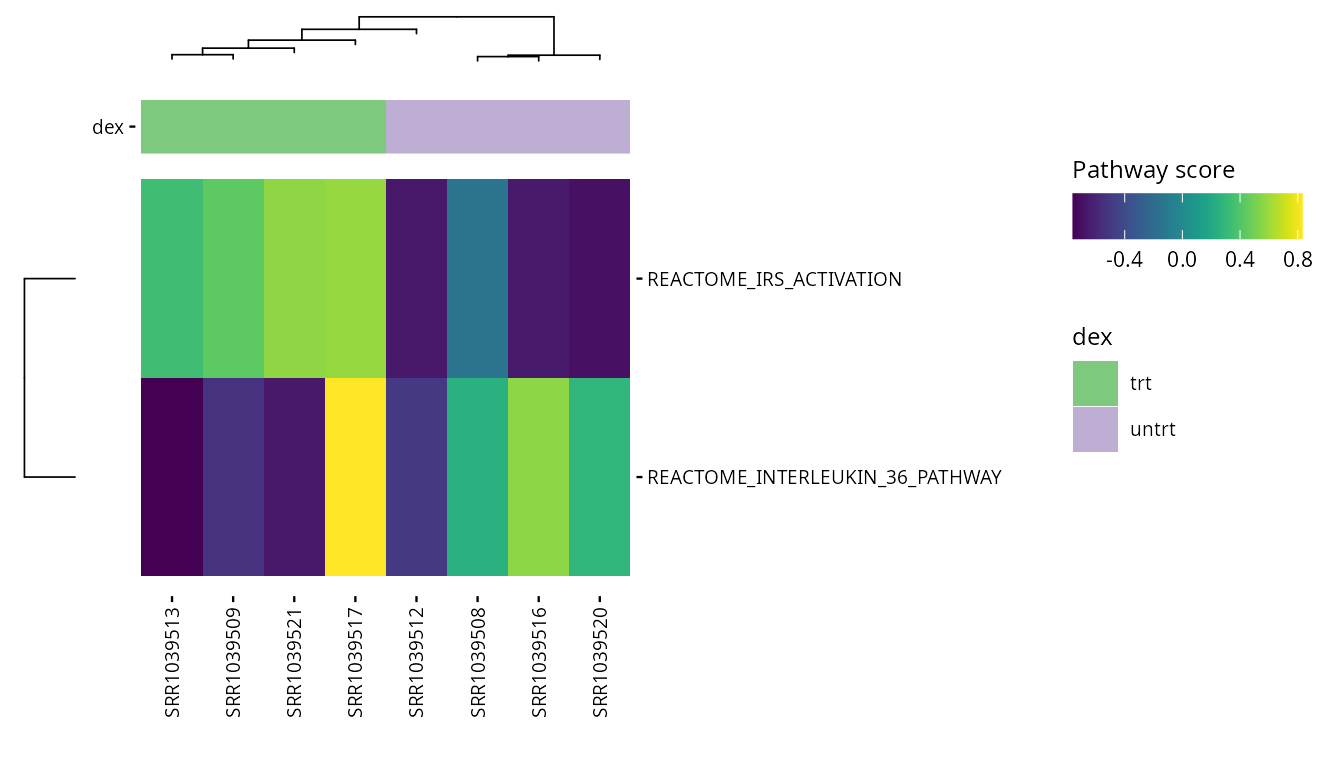 dex
REACTOME_IRS_ACTIVATION
REACTOME_INTERLEUKIN_36_PATHWAY
SRR1039513
SRR1039509
SRR1039521
SRR1039517
SRR1039512
SRR1039508
SRR1039516
SRR1039520
Pathway score
-0.4 0.0 0.4 0.8
dex
trt
untrt